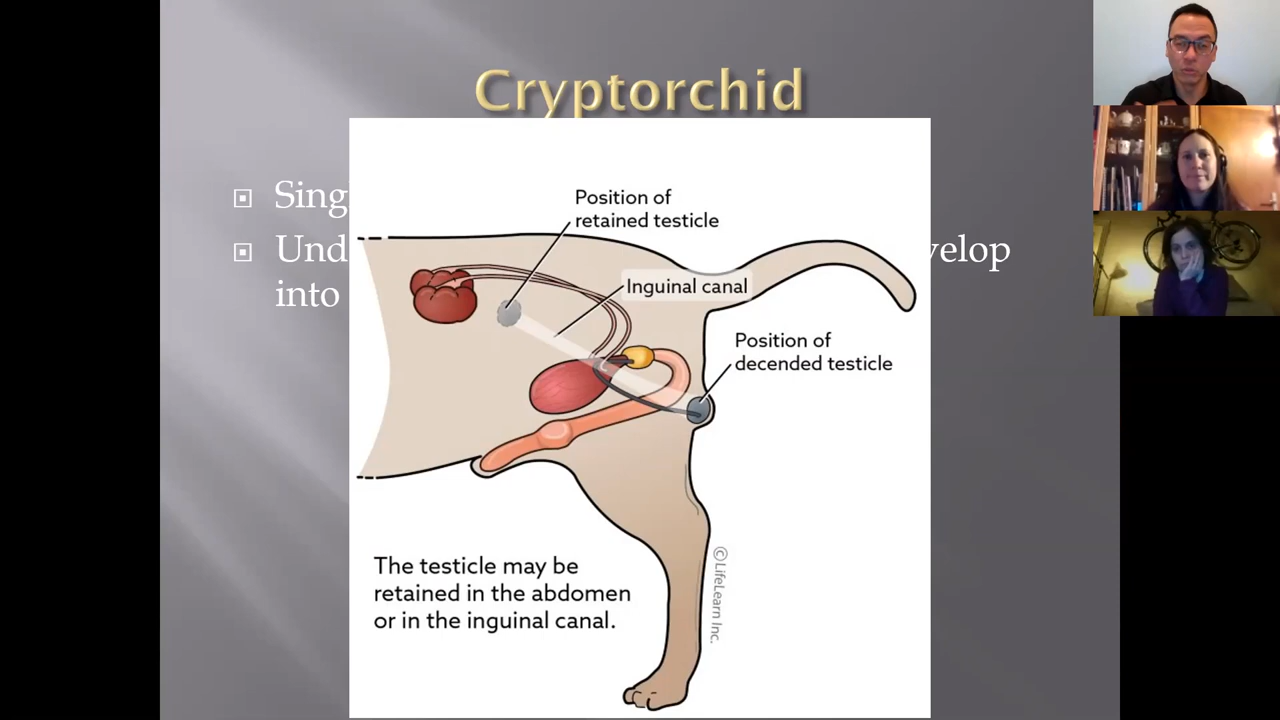 Cryptorchid
Position of
retained testicle
Sing
Und
velop
into
Inguinal canal
Position of
decended testicle
The testicle may be
retained in the abdomen
or in the inguinal canal.
©LifeLearn Inc.